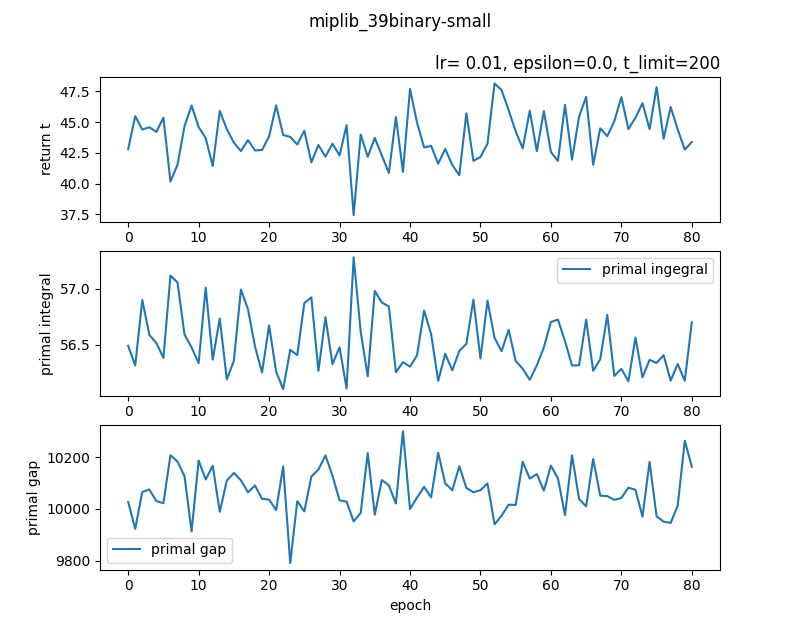 miplib_39binary-small
lr= 0.01, epsilon=0.0, t_limit=200
return t
47.5
45.0
42.5
40.0
37.5
0 10 20 30 40 50 60 70 80
primal integral
57.0
56.5
primal ingegral
0 10 20 30 40 50 60 70 80
primal gap
10200
10000
9800
primal gap
0 10 20 30 40 50 60 70 80
epoch